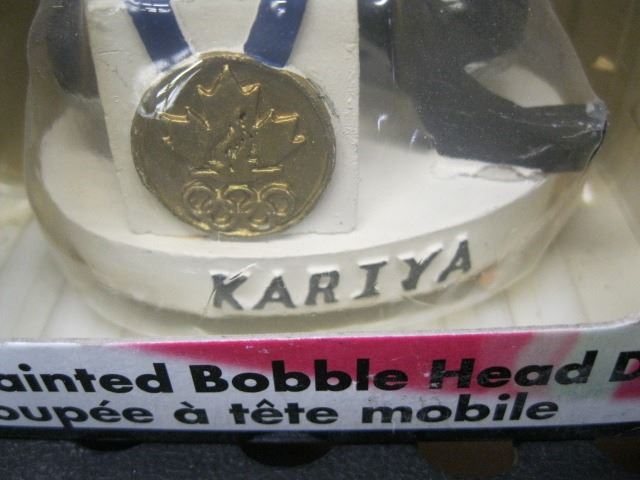 KARIYA
ainted Bobble Head D
oupée à tête mobile